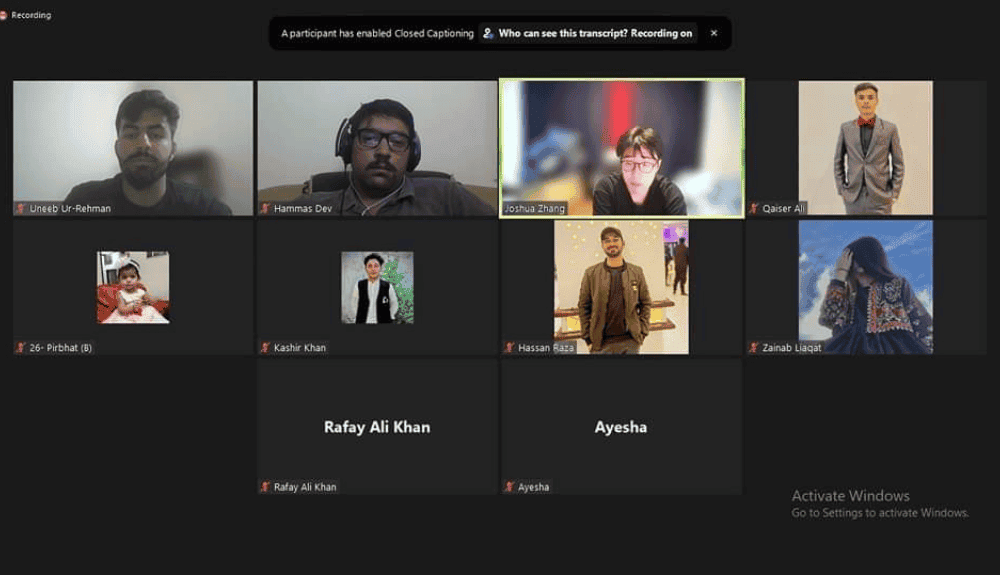 Recording
A participant has enabled Closed Captioning Who can see this transcript? Recording on
Uneeb Ur-Rehman
Hammas Dev
Joshua Zhang
Qaiser Ali
26- Pirbhat (B)
Kashir Khan
Hassan Raza
Zainab Liaqat
Rafay Ali Khan
Ayesha
Rafay Ali Khan
Ayesha
Activate Windows
Go to Settings to activate Windows.